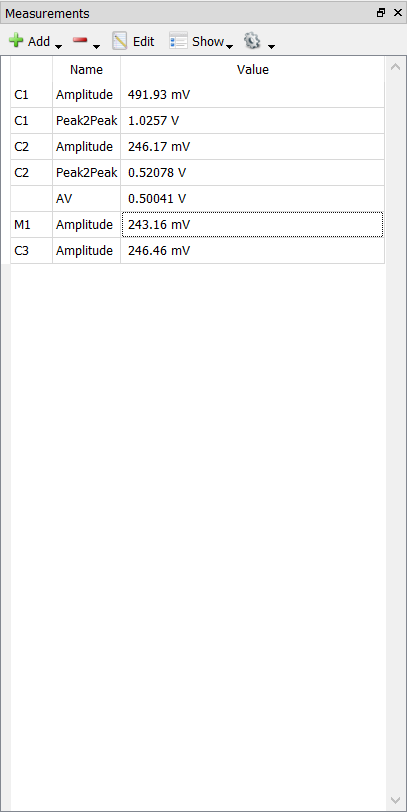 Measurements
Add Edit Show
Name Value
C1 Amplitude 491.93 mV
C1 Peak2Peak 1.0257 V
C2 Amplitude 246.17 mV
C2 Peak2Peak 0.52078 V
AV 0.50041 V
M1 Amplitude 243.16 mV
C3 Amplitude 246.46 mV